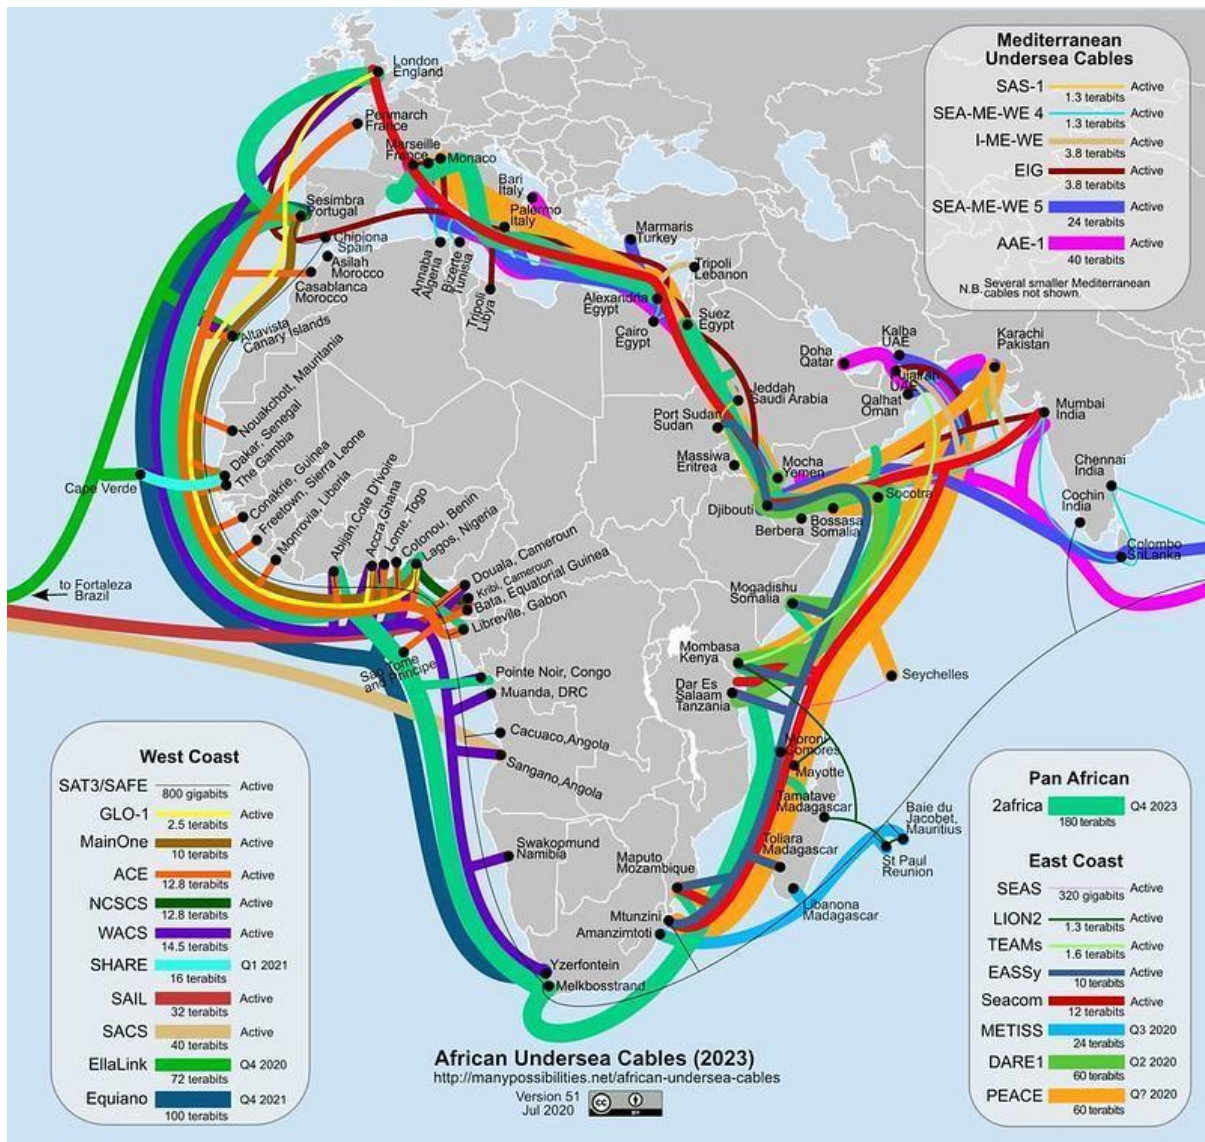 London
England
Penmarch
France
Marseille
France
Monaco
Bari
Italy
Palermo
Italy
Sesimbra
Portugal
Chipiona
Spain
Asilah
Morocco
Casablanca
Morocco
Annaba
Algeria
Bizerte
Tunisia
Tripoli
Libya
Marmaris
Turkey
Tripoli
Lebanon
Alexandria
Egypt
Cairo
Egypt
Suez
Egypt
Altavista
Canary Islands
Nouakchott, Mauritania
Dakar, Senegal
The Gambia
Cape Verde
Conakrie, Guinea
Freetown, Sierra Leone
Monrovia, Liberia
Abijan,Cote D'Ivoire
Accra,Ghana
Lome, Togo
Cotonou, Benin
Lagos, Nigeria
Douala, Cameroun
Kribi, Cameroun
Bata, Equatorial Guinea
Libreville, Gabon
Sao Tome
and Principe
Pointe Noir, Congo
Muanda, DRC
Cacuaco,Angola
Sangano,Angola
Swakopmund
Namibia
Yzerfontein
Melkbosstrand
to Fortaleza
Brazil
Doha
Qatar
Kalba
UAE
Fujairah
UAE
Qalhat
Oman
Karachi
Pakistan
Mumbai
India
Chennai
India
Cochin
India
Colombo
Sri Lanka
Jeddah
Saudi Arabia
Port Sudan
Sudan
Massiwa
Eritrea
Mocha
Yemen
Djibouti
Berbera
Bossasa
Somalia
Socotra
Mogadishu
Somalia
Mombasa
Kenya
Dar Es
Salaam
Tanzania
Seychelles
Moroni
Comores
Mayotte
Tamatave
Madagascar
Toliara
Madagascar
Libanona
Madagascar
Baie du
Jacobet,
Mauritius
St Paul
Reunion
Maputo
Mozambique
Mtunzini
Amanzimtoti
Mediterranean
Undersea Cables
SAS-1 1.3 terabits Active
SEA-ME-WE 4 1.3 terabits Active
I-ME-WE 3.8 terabits Active
EIG 3.8 terabits Active
SEA-ME-WE 5 24 terabits Active
AAE-1 40 terabits Active
N.B. Several smaller Mediterranean
cables not shown.
West Coast
SAT3/SAFE 800 gigabits Active
GLO-1 2.5 terabits Active
MainOne 10 terabits Active
ACE 12.8 terabits Active
NCSCS 12.8 terabits Active
WACS 14.5 terabits Active
SHARE 16 terabits Q1 2021
SAIL 32 terabits Active
SACS 40 terabits Active
EllaLink 72 terabits Q4 2020
Equiano 100 terabits Q4 2021
Pan African
2africa 180 terabits Q4 2023
East Coast
SEAS 320 gigabits Active
LION2 1.3 terabits Active
TEAMs 1.6 terabits Active
EASSy 10 terabits Active
Seacom 12 terabits Active
METISS 24 terabits Q3 2020
DARE1 60 terabits Q2 2020
PEACE 60 terabits Q? 2020
African Undersea Cables (2023)
http://manypossibilities.net/african-undersea-cables
Version 51
Jul 2020
cc
BY